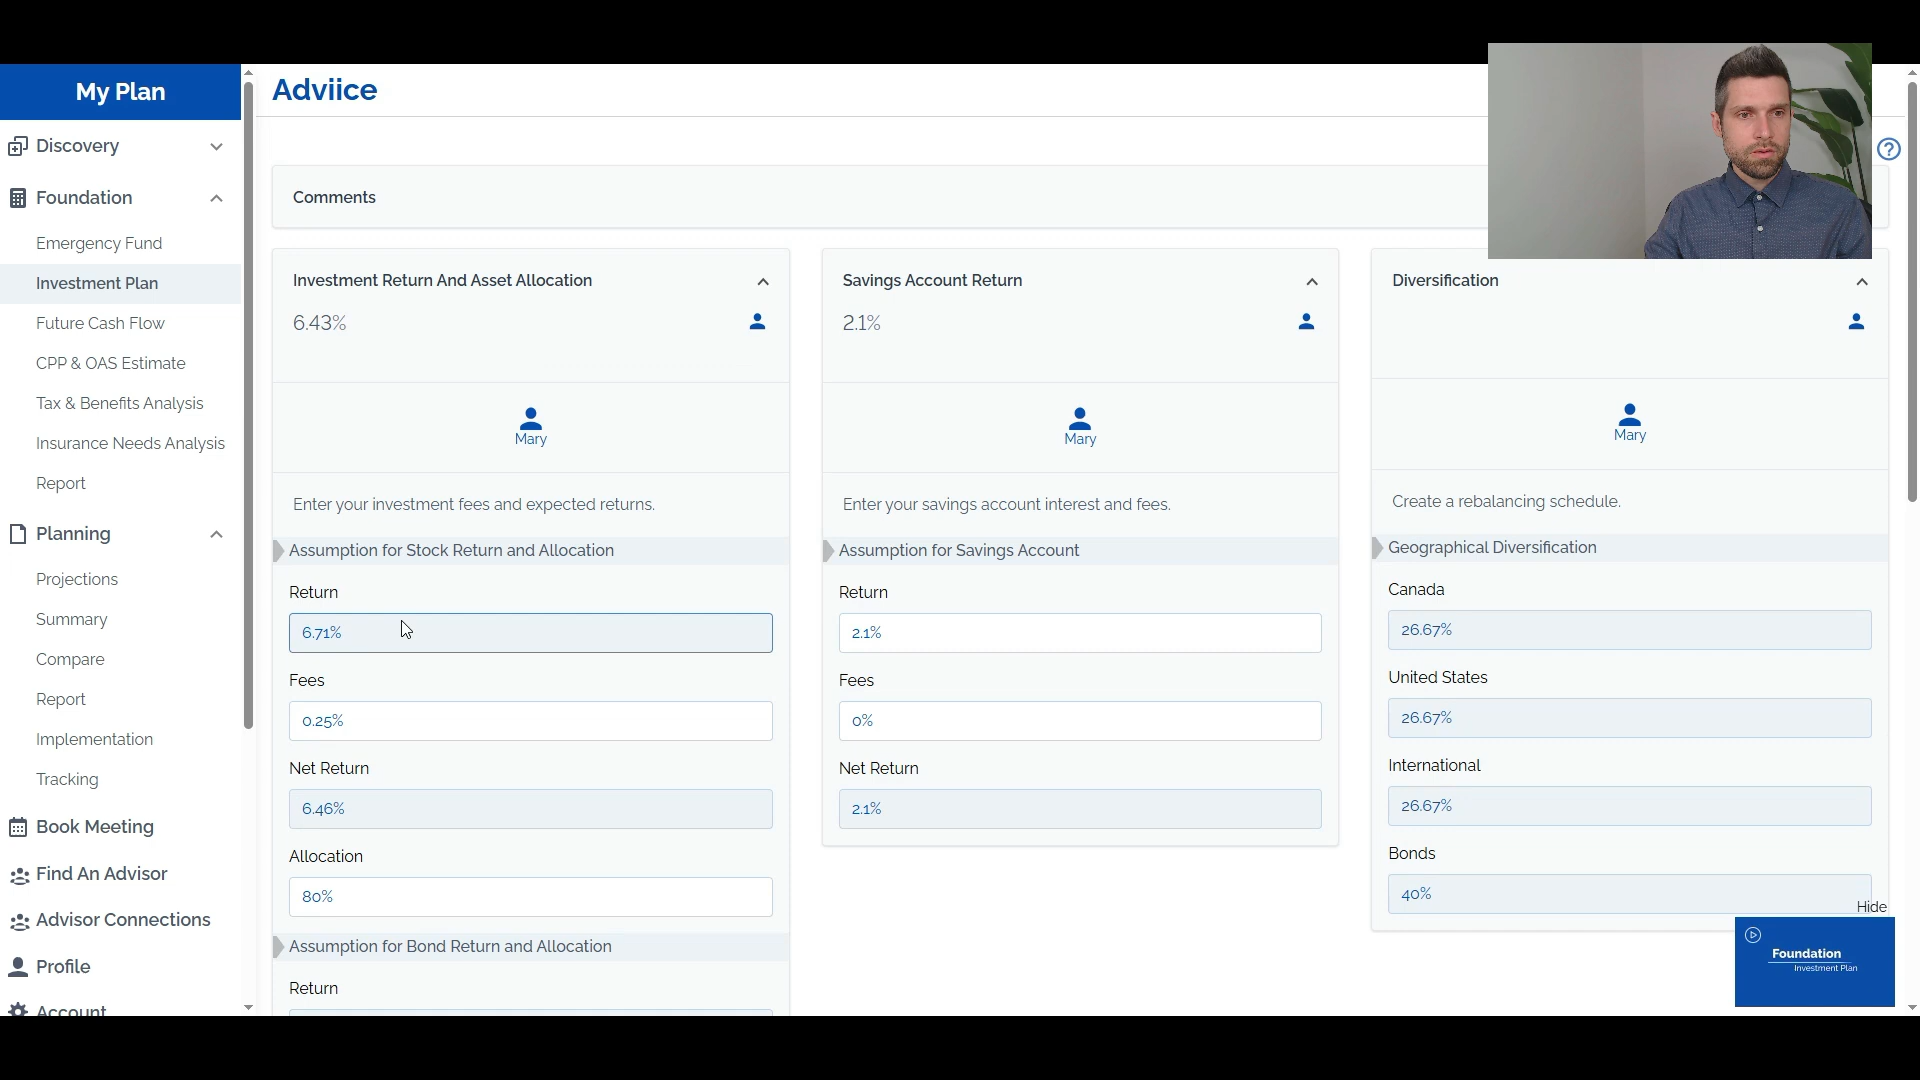 My Plan
Adviice
Discovery
Foundation
Emergency Fund
Investment Plan
Future Cash Flow
CPP & OAS Estimate
Tax & Benefits Analysis
Insurance Needs Analysis
Report
Planning
Projections
Summary
Compare
Report
Implementation
Tracking
Book Meeting
Find An Advisor
Advisor Connections
Profile
Account
?
Comments
Investment Return And Asset Allocation
6.43%
Mary
Enter your investment fees and expected returns.
Assumption for Stock Return and Allocation
Return
6.71%
Fees
0.25%
Net Return
6.46%
Allocation
80%
Assumption for Bond Return and Allocation
Return
Savings Account Return
2.1%
Mary
Enter your savings account interest and fees.
Assumption for Savings Account
Return
2.1%
Fees
0%
Net Return
2.1%
Diversification
Mary
Create a rebalancing schedule.
Geographical Diversification
Canada
26.67%
United States
26.67%
International
26.67%
Bonds
40%
Hide
Foundation
Investment Plan